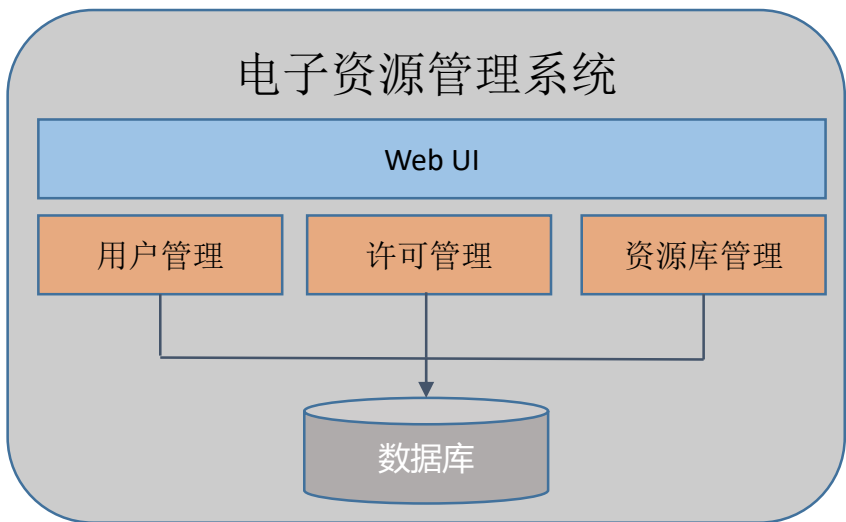 电子资源管理系统
Web UI
用户管理
许可管理
资源库管理
数据库